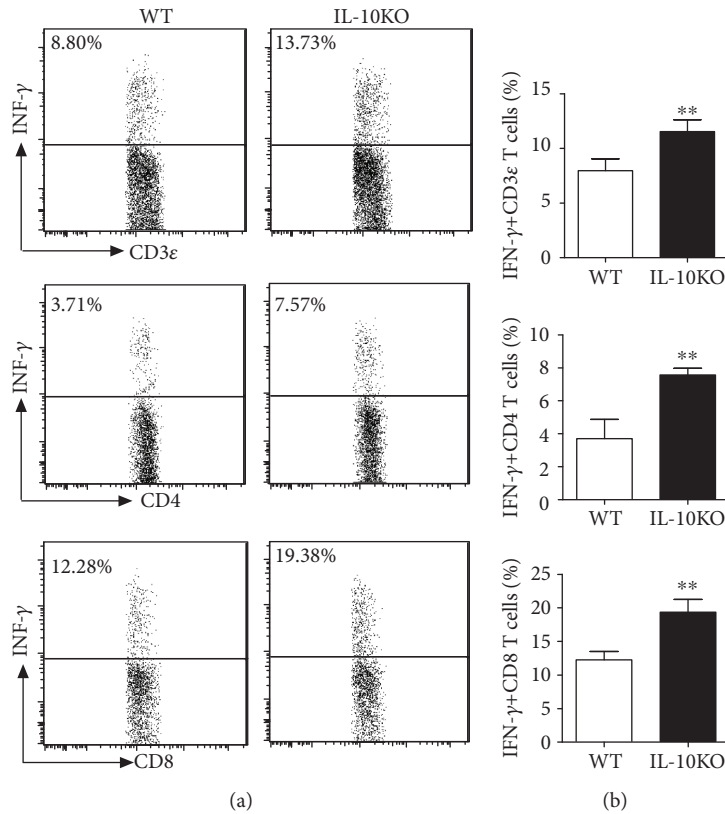 WT IL-10KO
8.80% 13.73%
INF-γ
CD3ε
3.71% 7.57%
INF-γ
CD4
12.28% 19.38%
INF-γ
CD8
(a)
IFN-γ+CD3ε T cells (%)
15
10
5
0
**
WT IL-10KO
IFN-γ+CD4 T cells (%)
8
6
4
2
0
**
WT IL-10KO
IFN-γ+CD8 T cells (%)
25
20
15
10
5
0
**
WT IL-10KO
(b)